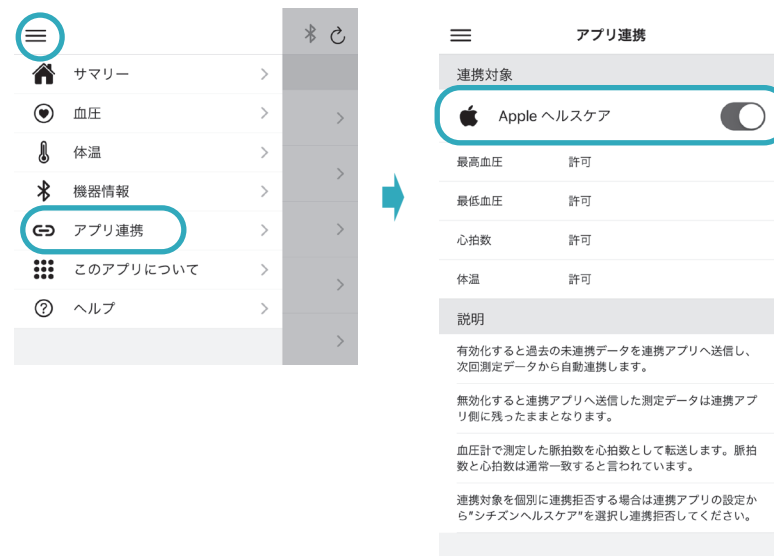 サマリー
血圧
体温
機器情報
アプリ連携
このアプリについて
ヘルプ
アプリ連携
連携対象
Apple ヘルスケア
最高血圧 許可
最低血圧 許可
心拍数 許可
体温 許可
説明
有効化すると過去の未連携データを連携アプリへ送信し、
次回測定データから自動連携します。
無効化すると連携アプリへ送信した測定データは連携アプ
リ側に残ったままとなります。
血圧計で測定した脈拍数を心拍数として転送します。脈拍
数と心拍数は通常一致すると言われています。
連携対象を個別に連携拒否する場合は連携アプリの設定か
ら"シチズンヘルスケア"を選択し連携拒否してください。